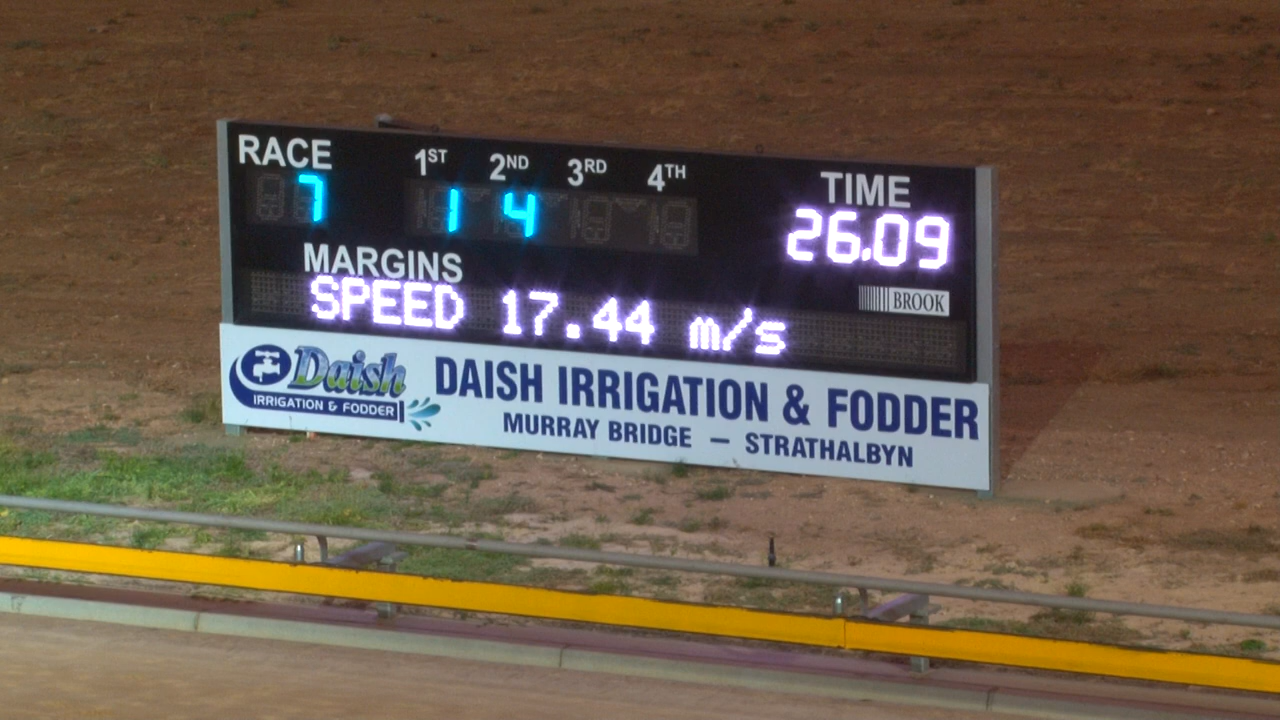 RACE 1ST 2ND 3RD 4TH TIME
7 1 4 26.09
MARGINS
SPEED 17.44 m/s
BROOK
Daish
IRRIGATION & FODDER
DAISH IRRIGATION & FODDER
MURRAY BRIDGE – STRATHALBYN